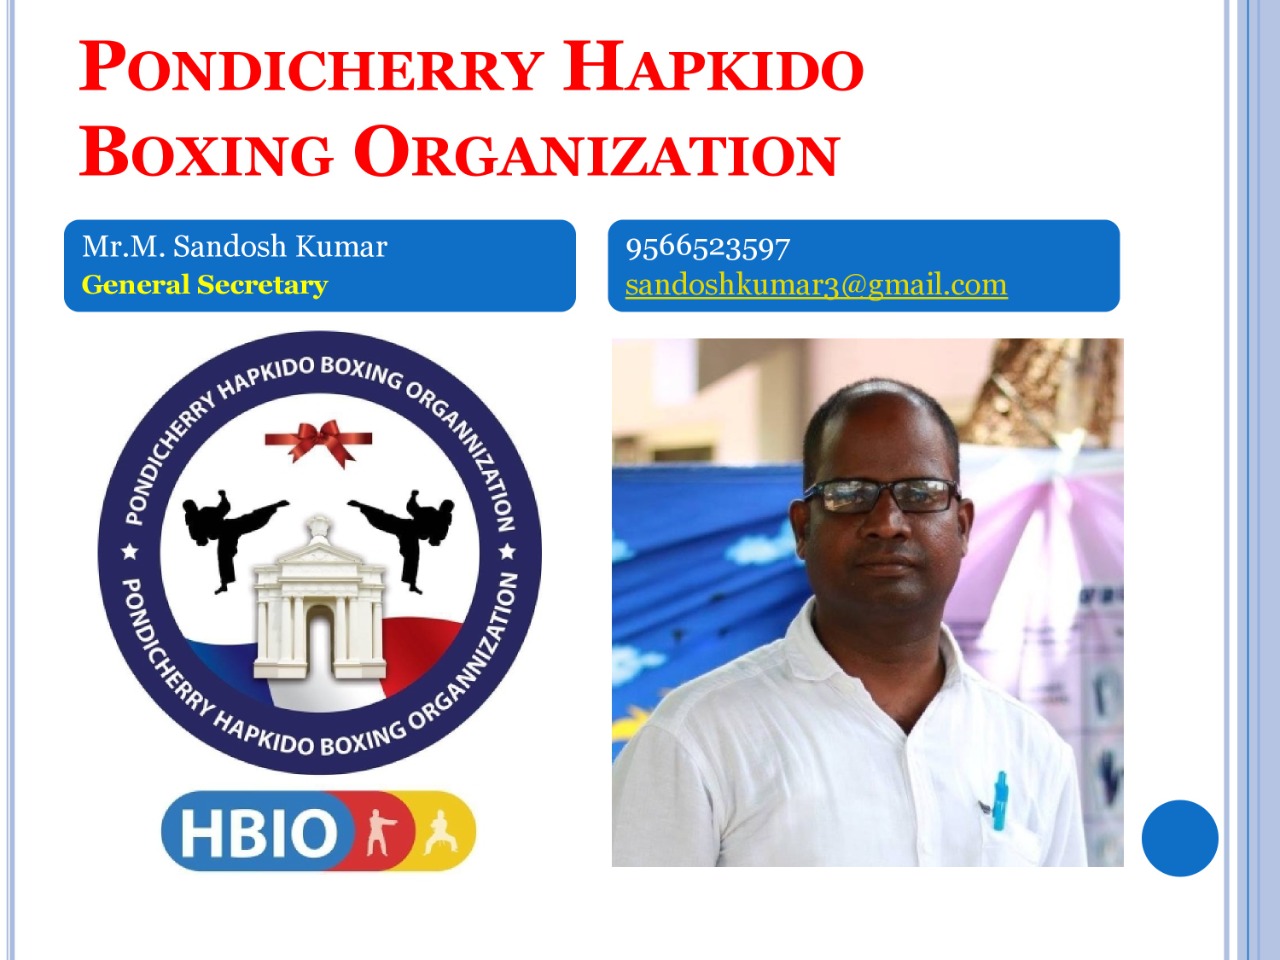 Pondicherry Hapkido
Boxing Organization
Mr.M. Sandosh Kumar
General Secretary
9566523597
sandoshkumar3@gmail.com
PONDICHERRY HAPKIDO BOXING ORGANNIZATION
PONDICHERRY HAPKIDO BOXING ORGANNIZATION
HBIO